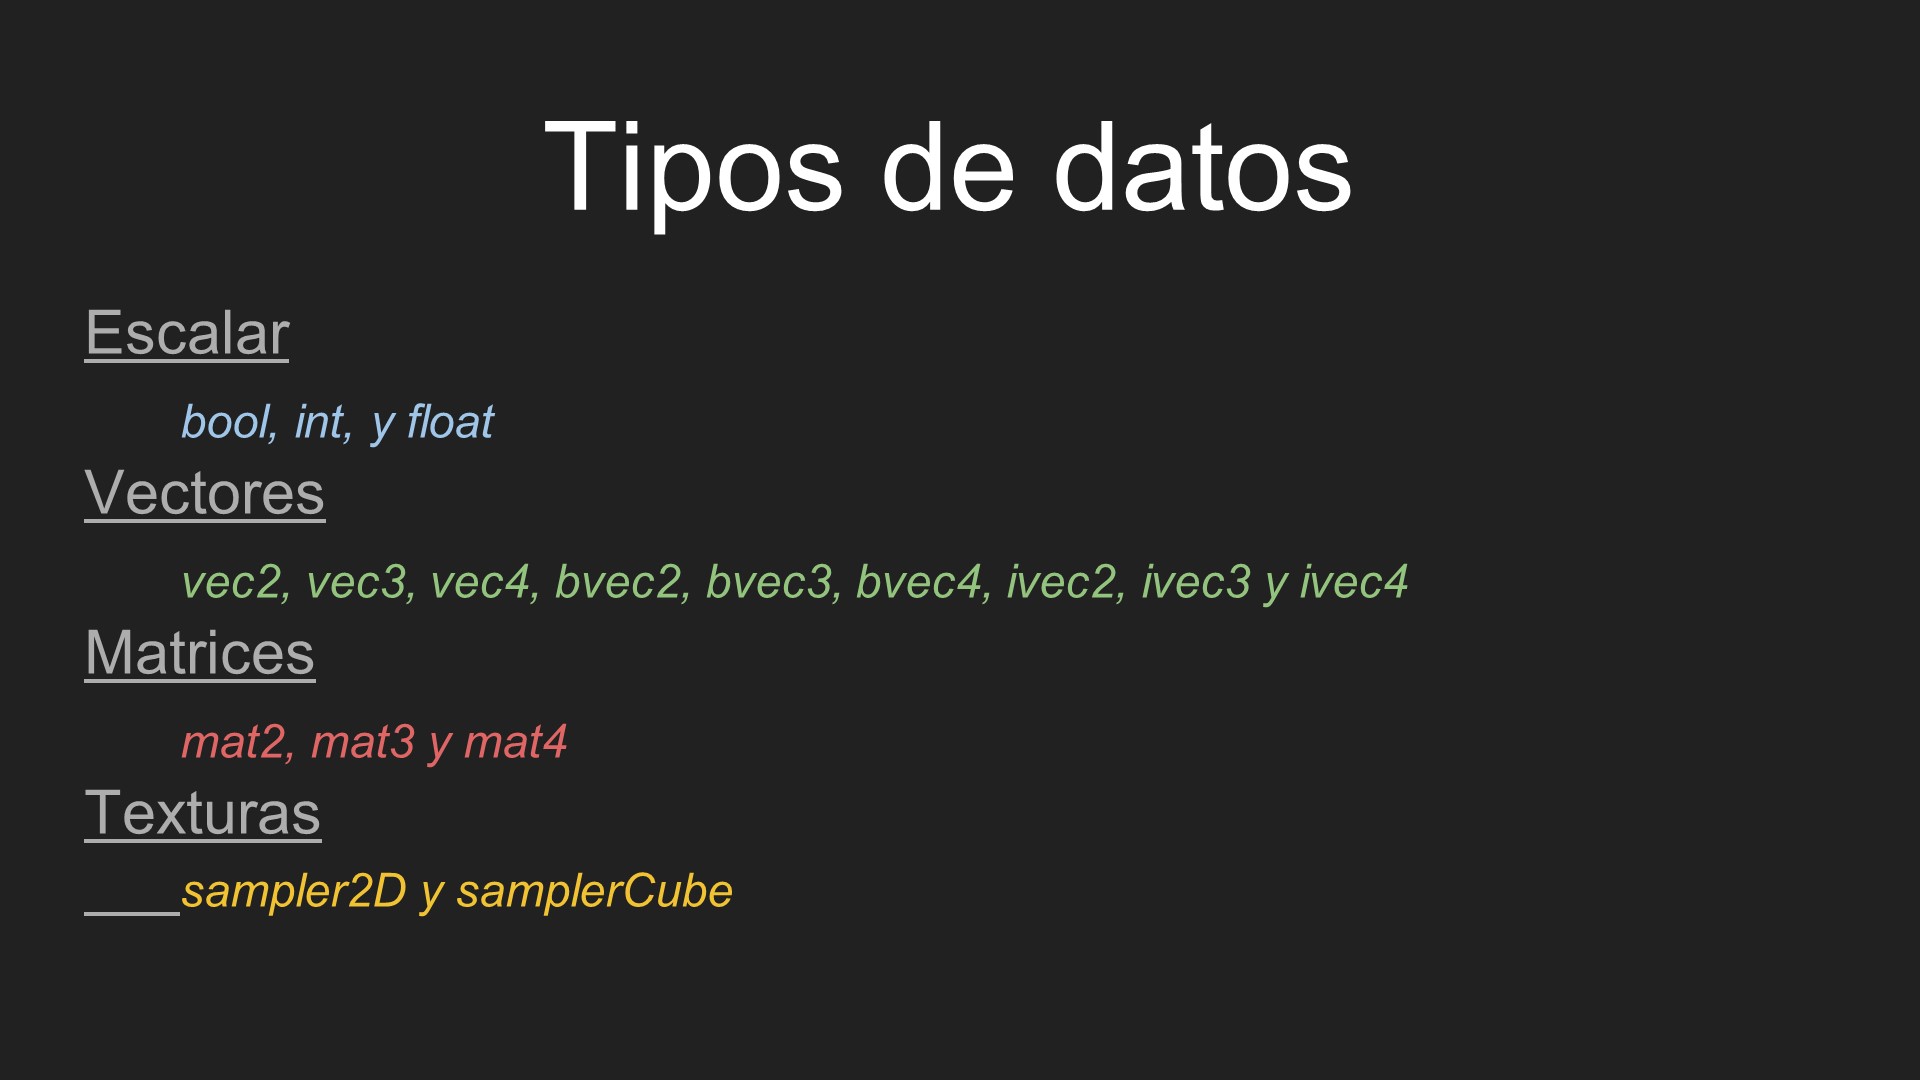 Tipos de datos
Escalar
bool, int, y float
Vectores
vec2, vec3, vec4, bvec2, bvec3, bvec4, ivec2, ivec3 y ivec4
Matrices
mat2, mat3 y mat4
Texturas
sampler2D y samplerCube